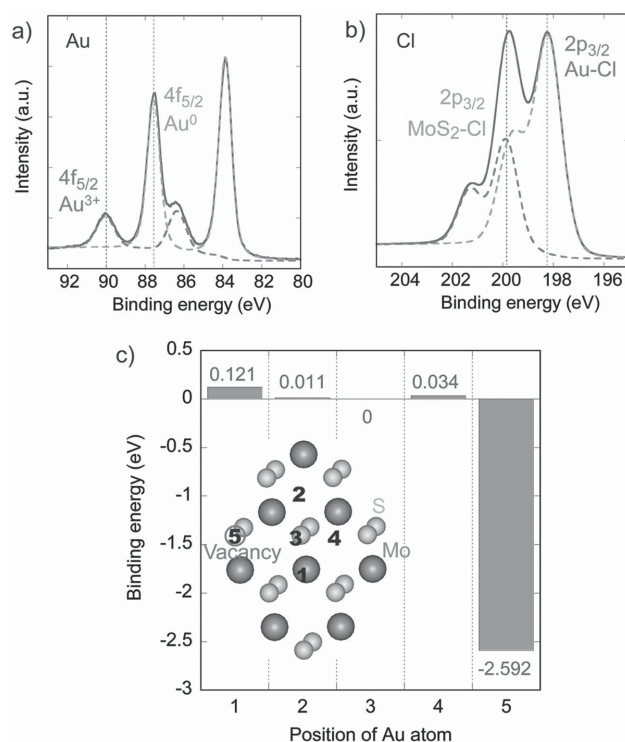 a)
Au
4f5/2
Au0
4f5/2
Au3+
Intensity (a.u.)
92 90 88 86 84 82 80
Binding energy (eV)
b)
Cl
2p3/2
Au-Cl
2p3/2
MoS2-Cl
Intensity (a.u.)
204 202 200 198 196
Binding energy (eV)
c)
0.5
0
-0.5
-1
-1.5
-2
-2.5
-3
Binding energy (eV)
0.121
0.011
0
0.034
-2.592
2
S
5
3
4
Vacancy
Mo
1
1 2 3 4 5
Position of Au atom